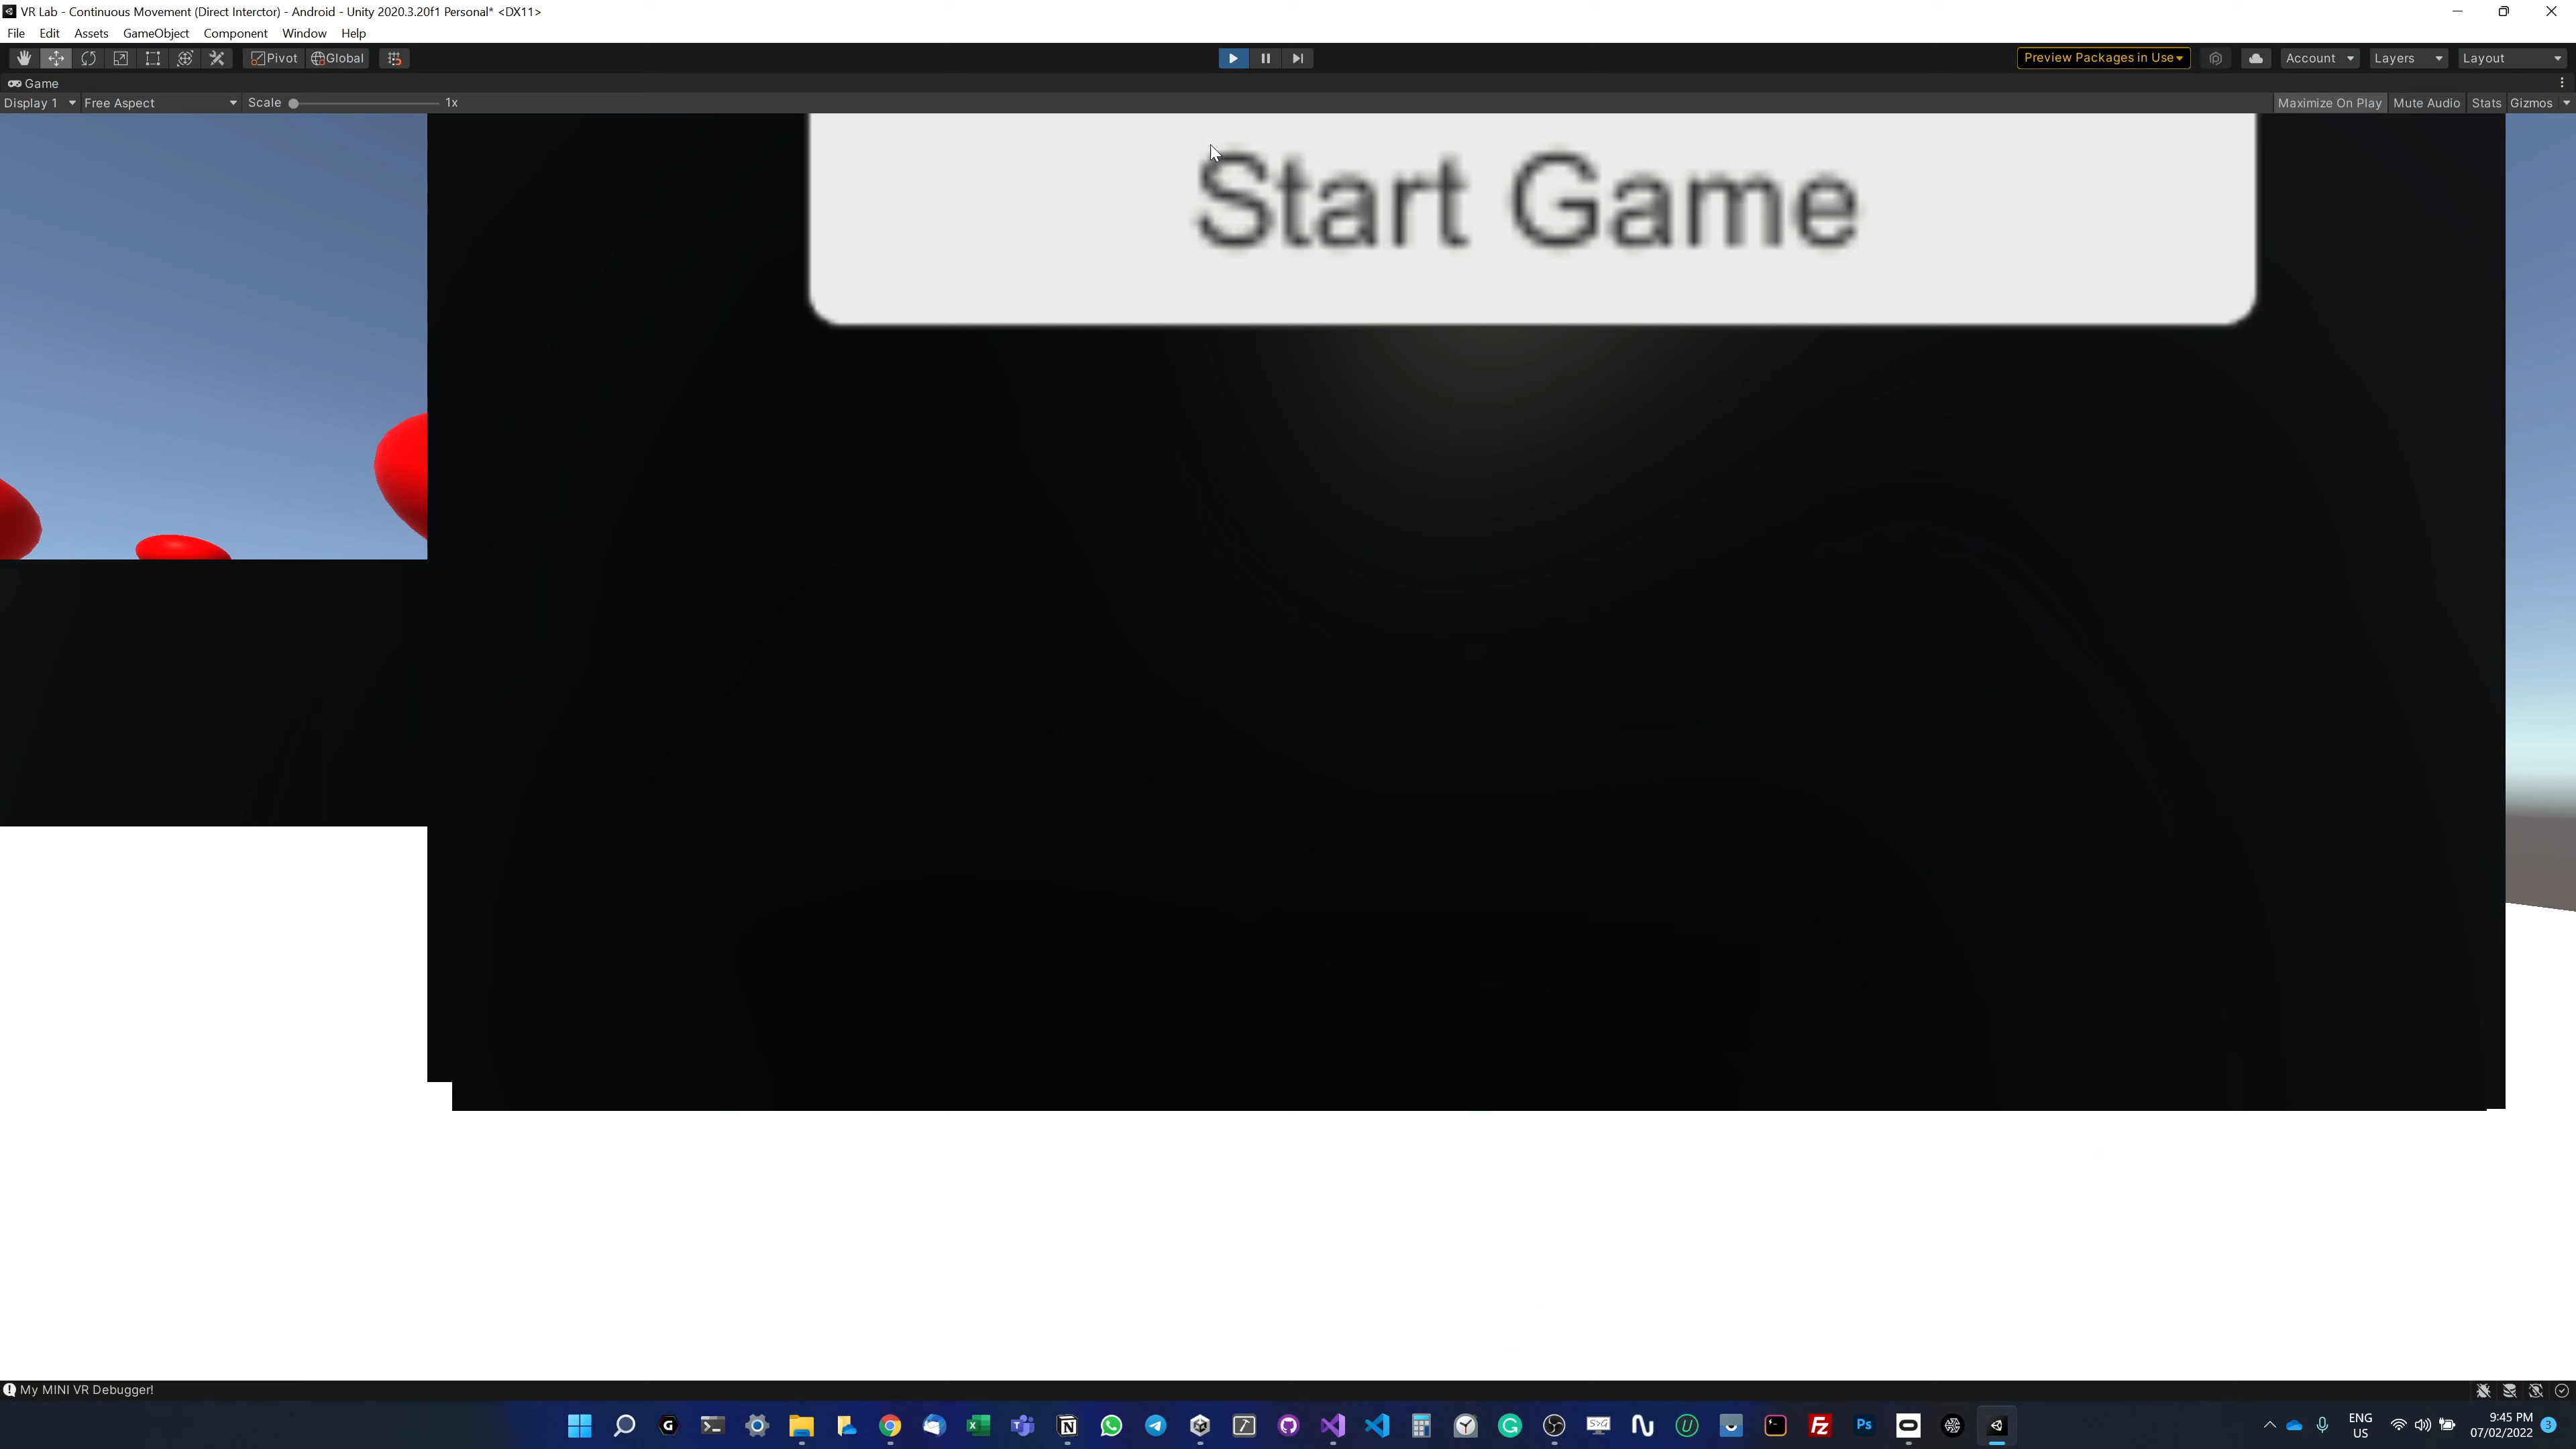 VR Lab - Continuous Movement (Direct Interctor) - Android - Unity 2020.3.20f1 Personal* <DX11>
File Edit Assets GameObject Component Window Help
Pivot Global Preview Packages in Use Account Layers Layout
Game
Display 1 Free Aspect Scale 1x Maximize On Play Mute Audio Stats Gizmos
Start Game
My MINI VR Debugger!
ENG 9:45 PM
US 07/02/2022 3